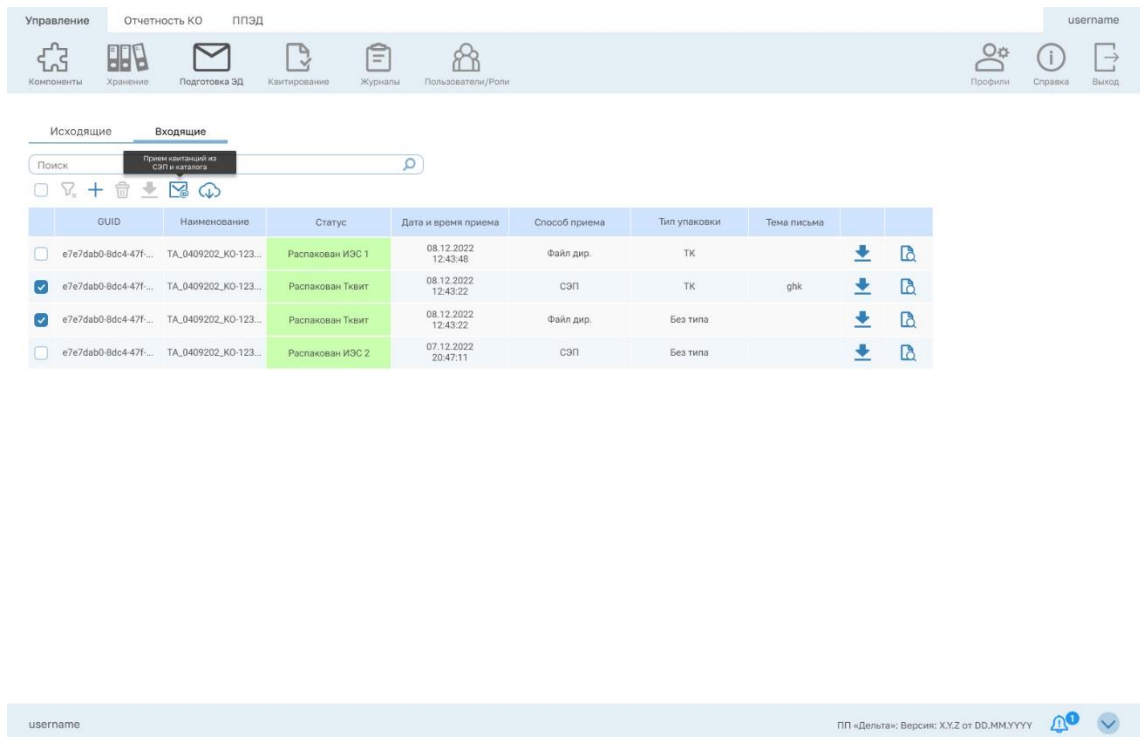 Управление Отчетность КО ППЭД username
Компоненты Хранение Подготовка ЭД Квитирование Журналы Пользователи/Роли Профили Справка Выход
Исходящие Входящие
Поиск
Прием квитанций из
СЭП и каталога
GUID Наименование Статус Дата и время приема Способ приема Тип упаковки Тема письма
e7e7dab0-8dc4-47f-... TA_0409202_KO-123... Распакован ИЭС 1 08.12.2022 12:43:48 Файл дир. ТК
e7e7dab0-8dc4-47f-... TA_0409202_KO-123... Распакован Тквит 08.12.2022 12:43:22 СЭП ТК ghk
e7e7dab0-8dc4-47f-... TA_0409202_KO-123... Распакован Тквит 08.12.2022 12:43:22 Файл дир. Без типа
e7e7dab0-8dc4-47f-... TA_0409202_KO-123... Распакован ИЭС 2 07.12.2022 20:47:11 СЭП Без типа
username ПП «Дельта»: Версия: X.Y.Z от DD.MM.YYYY 1